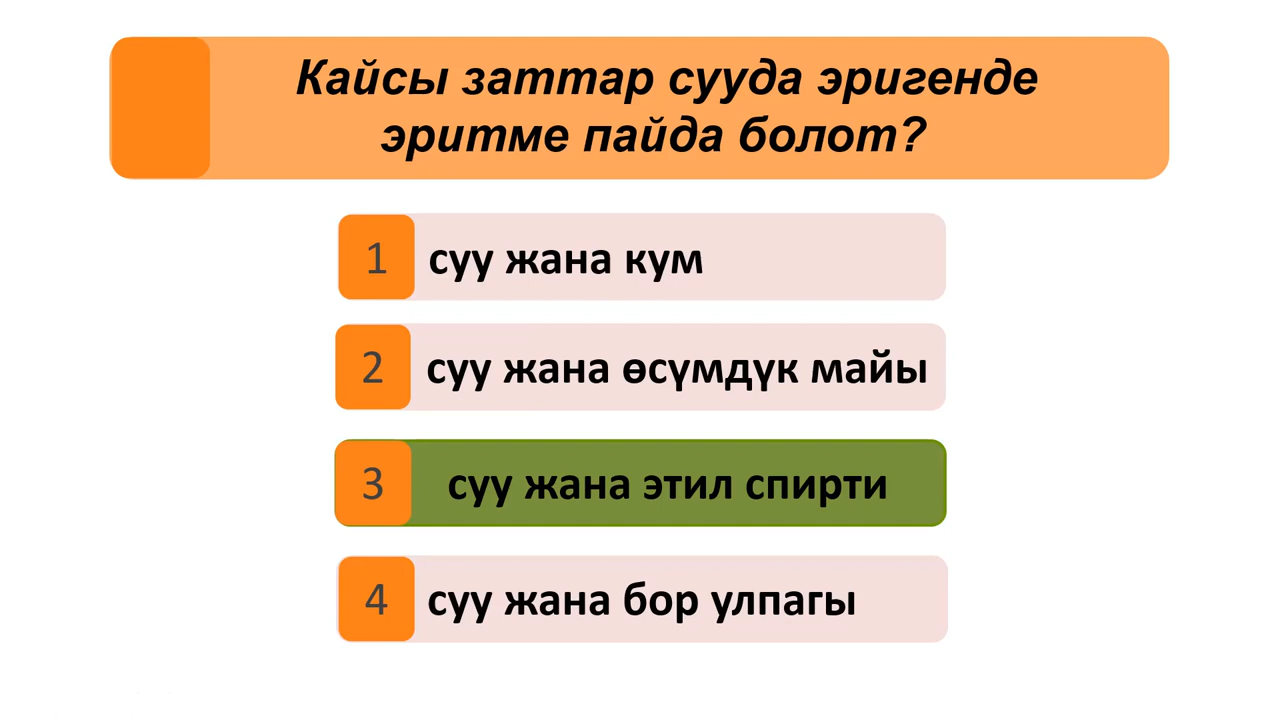 Кайсы заттар сууда эригенде
эритме пайда болот?
1 суу жана кум
2 суу жана өсүмдүк майы
3 суу жана этил спирти
4 суу жана бор улпагы